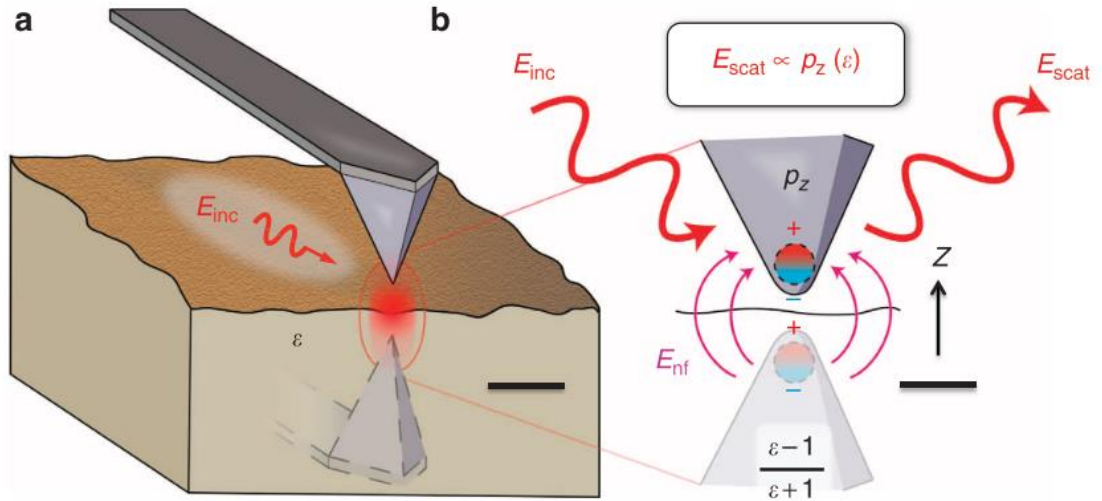 a
E_inc
ε
b
E_inc
E_scat ∝ p_z (ε)
E_scat
p_z
+
−
+
−
E_nf
z
ε−1
ε+1